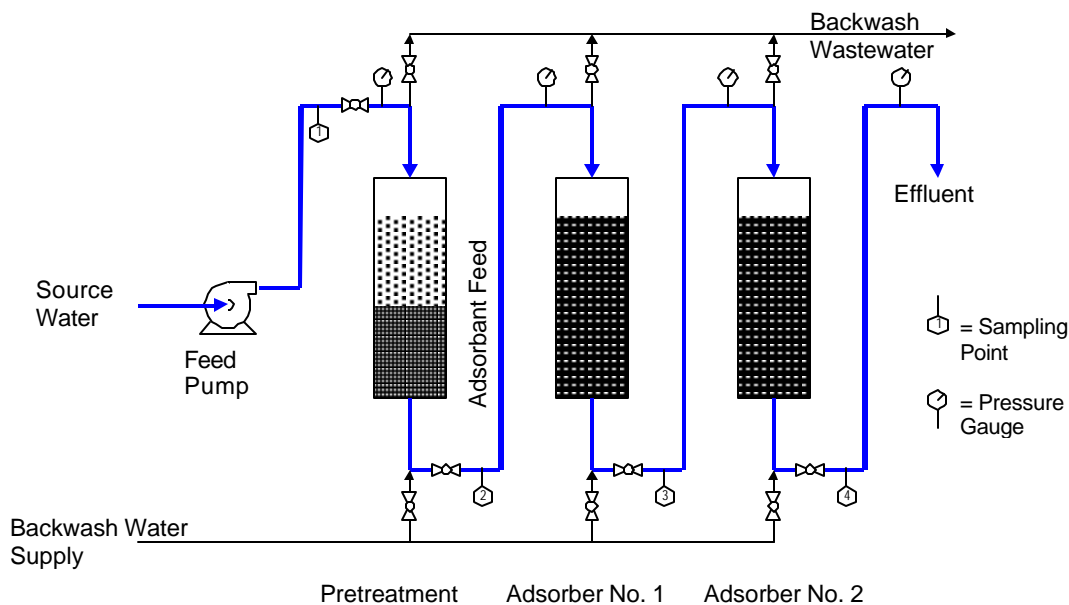 Backwash
Wastewater
1
Effluent
Adsorbant Feed
Source
Water
Feed
Pump
1 = Sampling
Point
= Pressure
Gauge
2
3
4
Backwash Water
Supply
Pretreatment
Adsorber No. 1
Adsorber No. 2